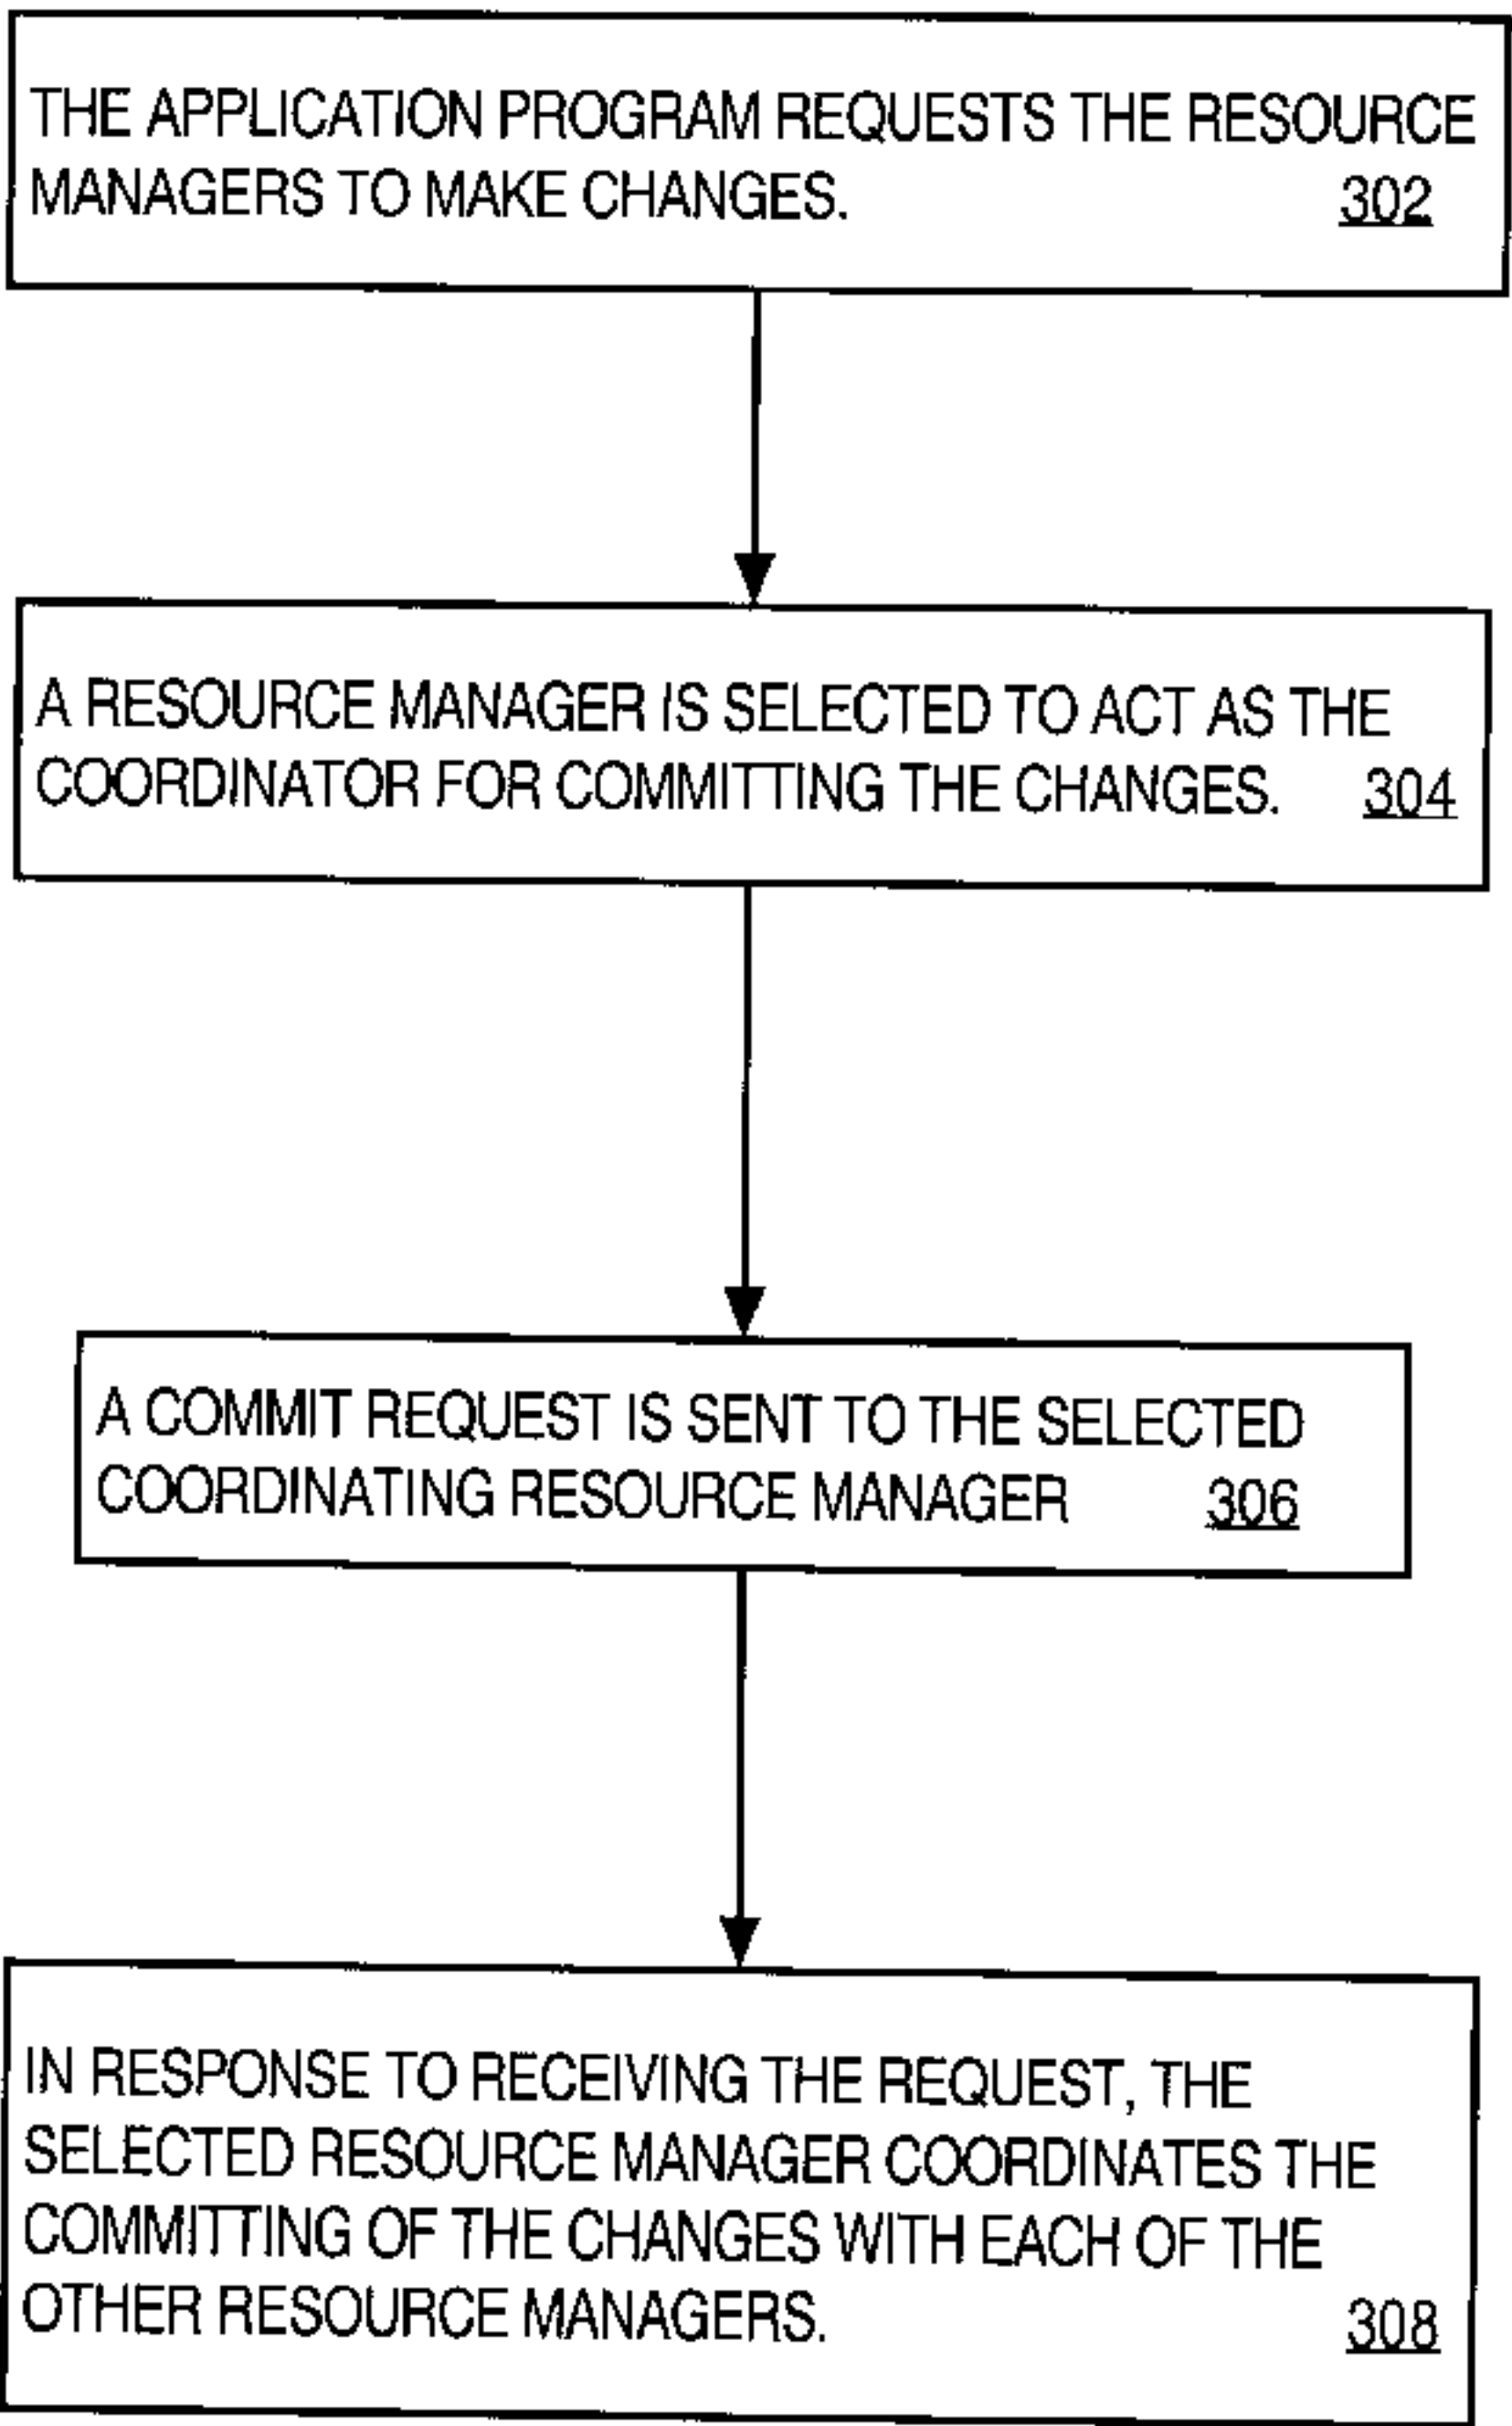 THE APPLICATION PROGRAM REQUESTS THE RESOURCE
MANAGERS TO MAKE CHANGES. 302
A RESOURCE MANAGER IS SELECTED TO ACT AS THE
COORDINATOR FOR COMMITTING THE CHANGES. 304
A COMMIT REQUEST IS SENT TO THE SELECTED
COORDINATING RESOURCE MANAGER 306
IN RESPONSE TO RECEIVING THE REQUEST, THE
SELECTED RESOURCE MANAGER COORDINATES THE
COMMITTING OF THE CHANGES WITH EACH OF THE
OTHER RESOURCE MANAGERS. 308